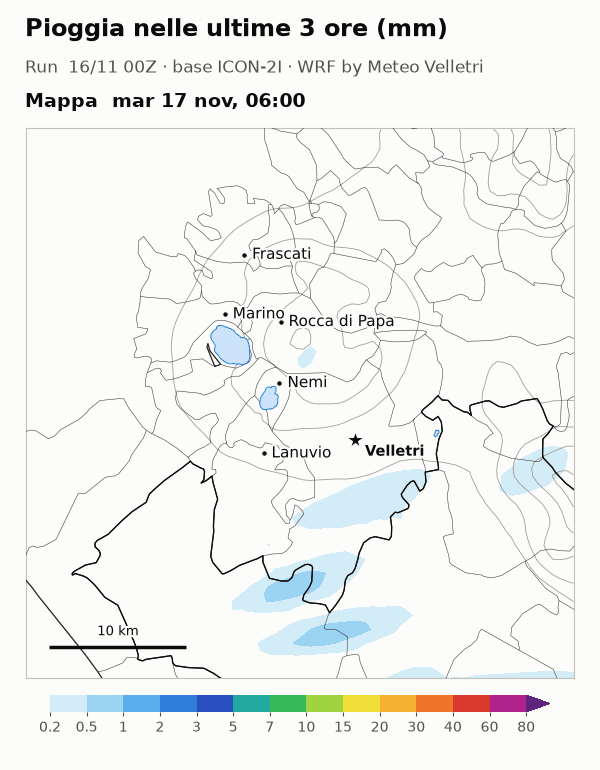 Pioggia nelle ultime 3 ore (mm)
Run  16/11 00Z · base ICON-2I · WRF by Meteo Velletri
Mappa  mar 17 nov, 06:00
Frascati
Marino
Rocca di Papa
Nemi
Velletri
Lanuvio
10 km
0.2 0.5 1 2 3 5 7 10 15 20 30 40 60 80